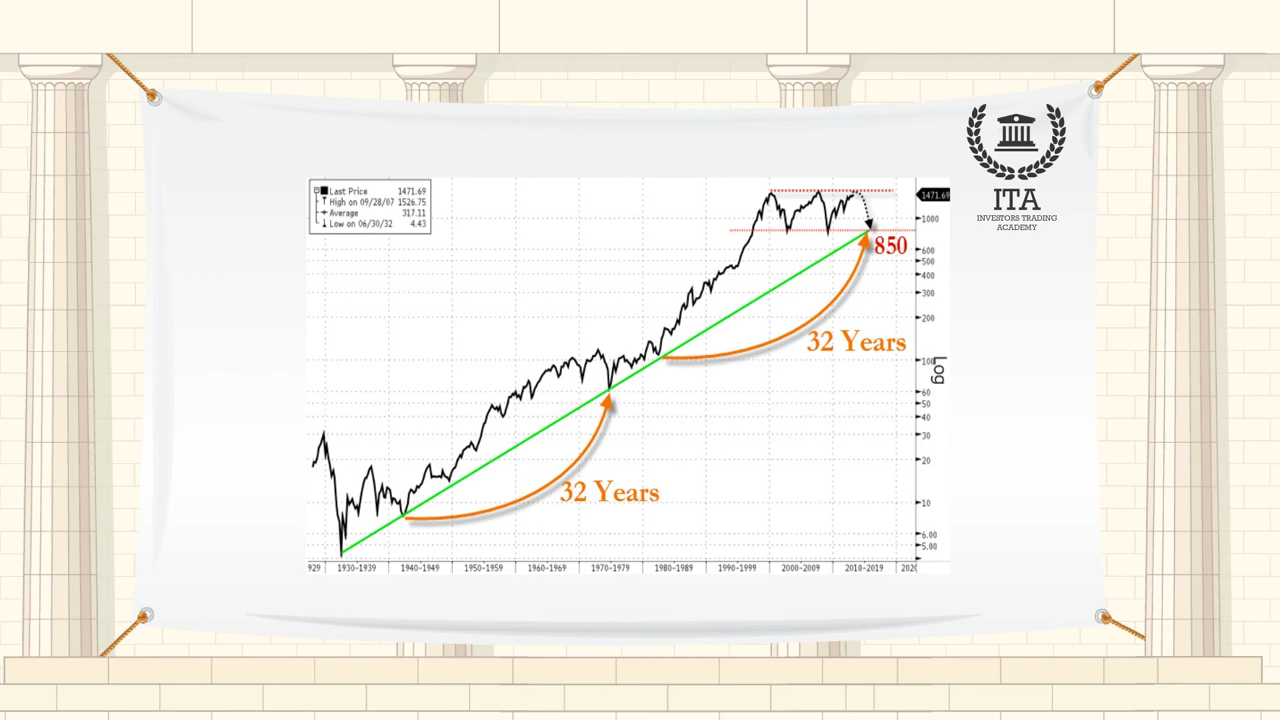 Last Price 1471.69
High on 09/28/07 1526.75
Average 317.11
Low on 06/30/32 4.43
ITA
INVESTORS TRADING
ACADEMY
1471.69
1000
850
600
500
400
300
200
32 Years
100
Log
60
50
40
30
20
32 Years
10
6.00
5.00
929 1930-1939 1940-1949 1950-1959 1960-1969 1970-1979 1980-1989 1990-1999 2000-2009 2010-2019 202